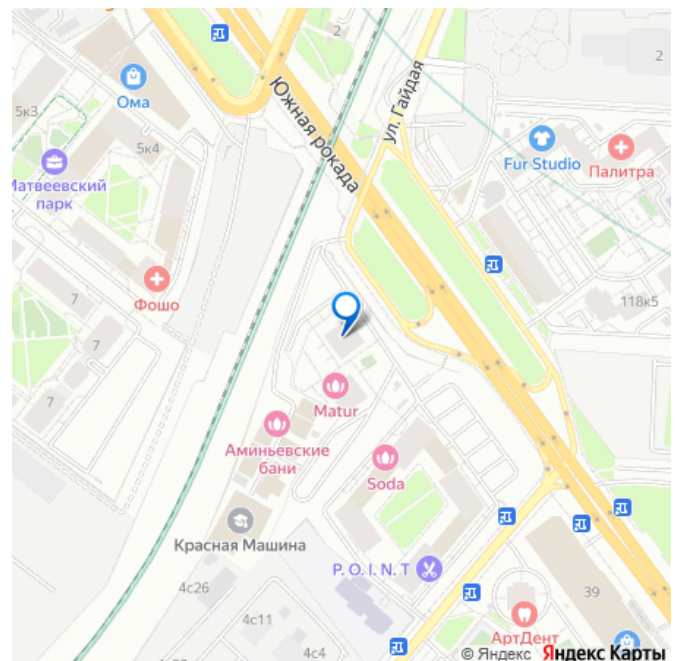 Ома
2
2
5к3
5к4
Южная рокада
ул. Гайдая
Fur Studio
Палитра
Матвеевский
парк
Фошо
118к5
7
7
7
Matur
Аминьевские
бани
Soda
Красная Машина
P. O. I. N. T
4с26
4с11
4с4
39
АртДент
© Яндекс Яндекс Карты